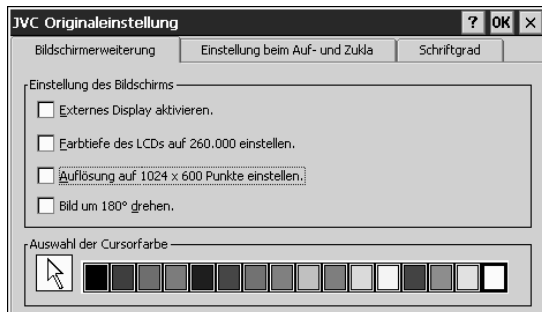 JVC Originaleinstellung ? OK ×
Bildschirmerweiterung Einstellung beim Auf- und Zukla Schriftgrad
Einstellung des Bildschirms
Externes Display aktivieren.
Farbtiefe des LCDs auf 260.000 einstellen.
Auflösung auf 1024 x 600 Punkte einstellen.
Bild um 180° drehen.
Auswahl der Cursorfarbe